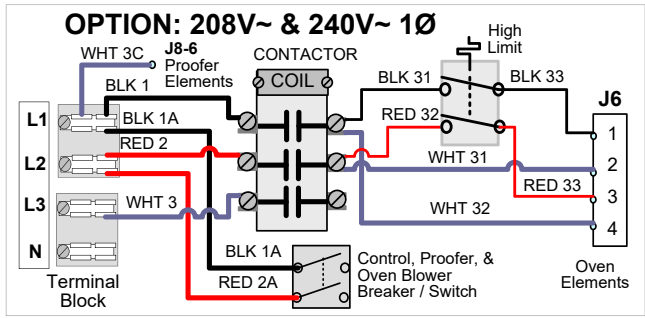 OPTION: 208V~ & 240V~ 1Ø
WHT 3C
J8-6
Proofer
Elements
CONTACTOR
COIL
High
Limit
BLK 1
BLK 31
BLK 33
J6
L1
BLK 1A
RED 32
1
RED 2
L2
WHT 31
2
RED 33
3
L3
WHT 3
WHT 32
4
N
BLK 1A
Control, Proofer, &
Oven Blower
Breaker / Switch
RED 2A
Terminal
Block
Oven
Elements